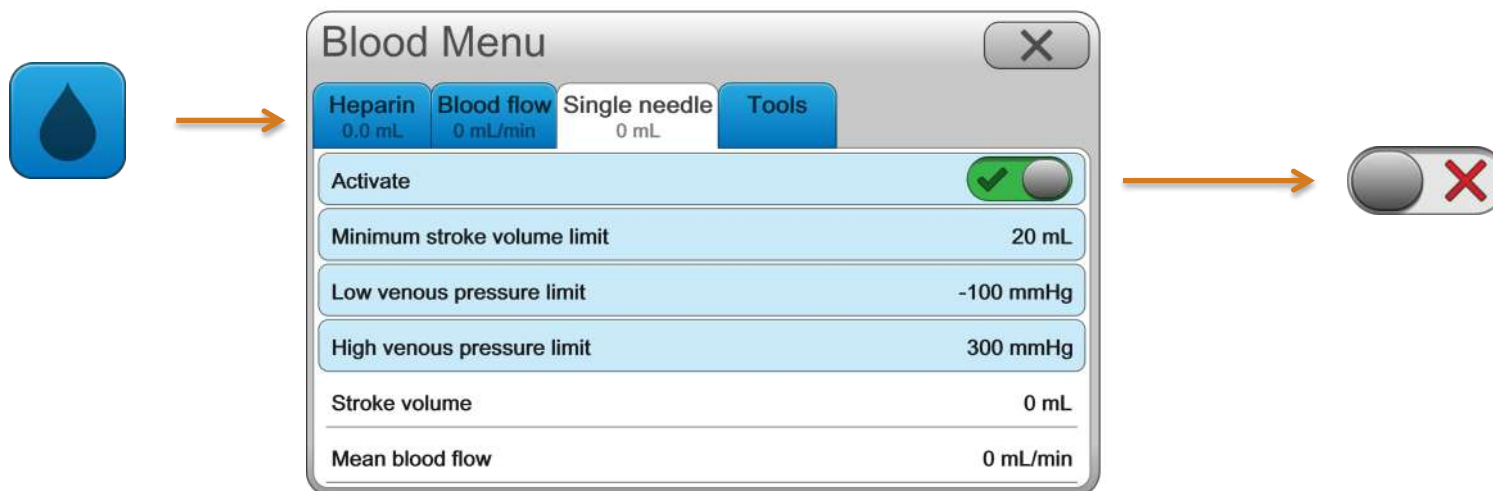 Blood Menu
Heparin
0.0 mL
Blood flow
0 mL/min
Single needle
0 mL
Tools
Activate
Minimum stroke volume limit 20 mL
Low venous pressure limit -100 mmHg
High venous pressure limit 300 mmHg
Stroke volume 0 mL
Mean blood flow 0 mL/min